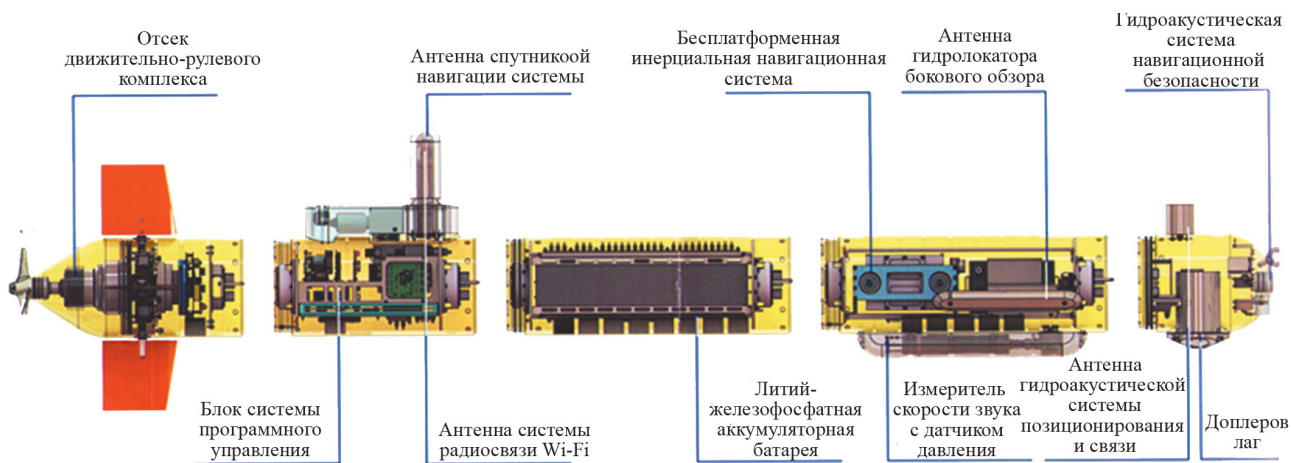 Отсек
движительно-рулевого
комплекса
Антенна спутникоой
навигации системы
Бесплатформенная
инерциальная навигационная
система
Антенна
гидролокатора
бокового обзора
Гидроакустическая
система
навигационной
безопасности
Блок системы
программного
управления
Антенна системы
радиосвязи Wi-Fi
Литий-
железофосфатная
аккумуляторная
батарея
Измеритель
скорости звука
с датчиком
давления
Антенна
гидроакустической
системы
позиционирования
и связи
Доплеров
лаг